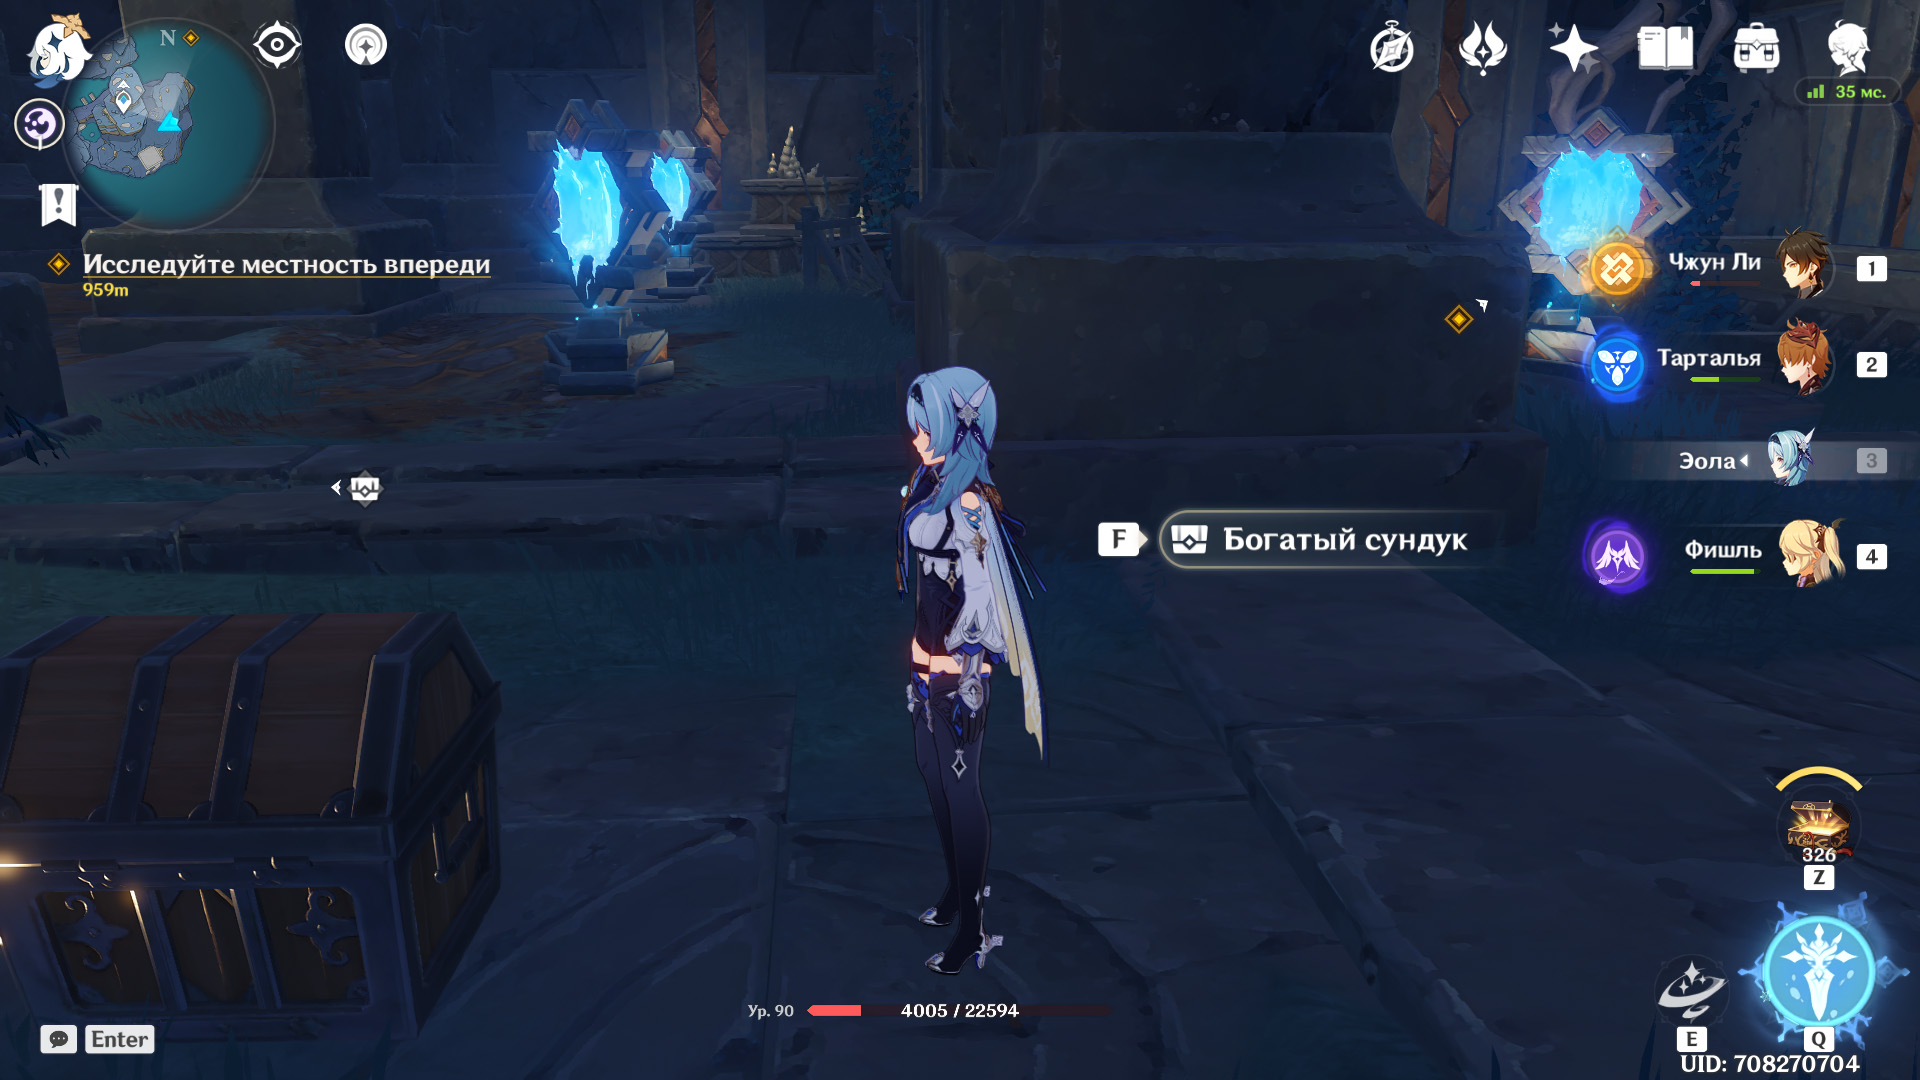 N
35 мс.
Исследуйте местность впереди
959m
Чжун Ли
1
Тарталья
2
Эола
3
F
Богатый сундук
Фишль
4
326
Z
Ур. 90
4005 / 22594
Enter
E
Q
UID: 708270704